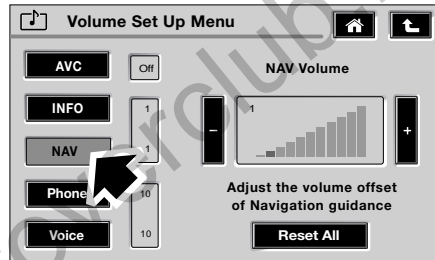 Volume Set Up Menu
AVC Off NAV Volume
INFO 1 1
- +
NAV 1
Phone 10 Adjust the volume offset
of Navigation guidance
Voice 10 Reset All